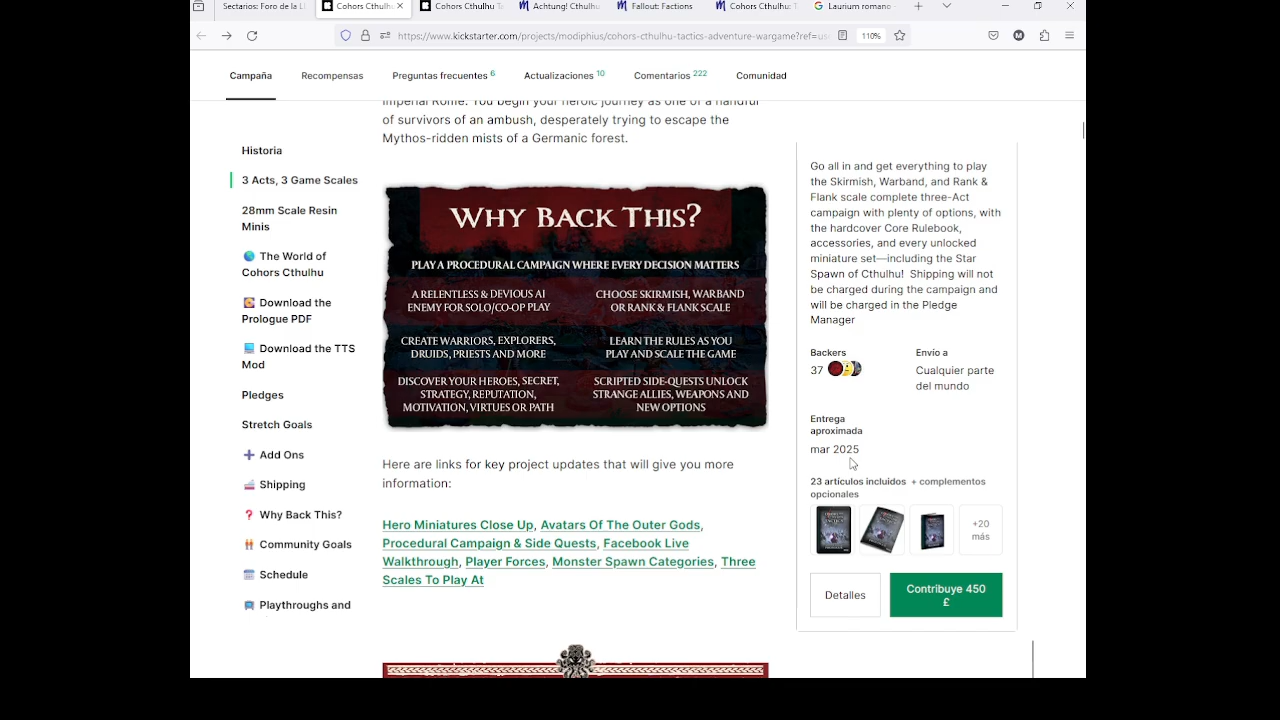 Sectarios: Foro de la Ll
Cohors Cthulhu:
Cohors Cthulhu Ta
Achtung! Cthulhu
Fallout: Factions
Cohors Cthulhu: T
Laurium romano
https://www.kickstarter.com/projects/modiphius/cohors-cthulhu-tactics-adventure-wargame?ref=us
110%
Campaña
Recompensas
Preguntas frecuentes 6
Actualizaciones 10
Comentarios 222
Comunidad
Historia
3 Acts, 3 Game Scales
28mm Scale Resin
Minis
The World of
Cohors Cthulhu
Download the
Prologue PDF
Download the TTS
Mod
Pledges
Stretch Goals
Add Ons
Shipping
Why Back This?
Community Goals
Schedule
Playthroughs and
Imperial Rome. You begin your heroic journey as one of a handful
of survivors of an ambush, desperately trying to escape the
Mythos-ridden mists of a Germanic forest.
WHY BACK THIS?
PLAY A PROCEDURAL CAMPAIGN WHERE EVERY DECISION MATTERS
A RELENTLESS & DEVIOUS AI
ENEMY FOR SOLO/CO-OP PLAY
CHOOSE SKIRMISH, WARBAND
OR RANK & FLANK SCALE
CREATE WARRIORS, EXPLORERS,
DRUIDS, PRIESTS AND MORE
LEARN THE RULES AS YOU
PLAY AND SCALE THE GAME
DISCOVER YOUR HEROES, SECRET,
STRATEGY, REPUTATION,
MOTIVATION, VIRTUES OR PATH
SCRIPTED SIDE-QUESTS UNLOCK
STRANGE ALLIES, WEAPONS AND
NEW OPTIONS
Here are links for key project updates that will give you more
information:
Hero Miniatures Close Up, Avatars Of The Outer Gods,
Procedural Campaign & Side Quests, Facebook Live
Walkthrough, Player Forces, Monster Spawn Categories, Three
Scales To Play At
Go all in and get everything to play
the Skirmish, Warband, and Rank &
Flank scale complete three-Act
campaign with plenty of options, with
the hardcover Core Rulebook,
accessories, and every unlocked
miniature set—including the Star
Spawn of Cthulhu! Shipping will not
be charged during the campaign and
will be charged in the Pledge
Manager
Backers
37
Envío a
Cualquier parte
del mundo
Entrega
aproximada
mar 2025
23 artículos incluidos + complementos
opcionales
+20
más
Detalles
Contribuye 450
£